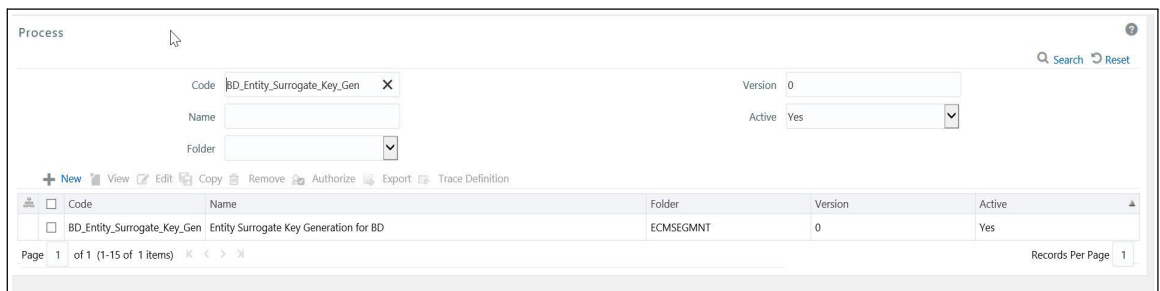 Process
Search Reset
Code BD_Entity_Surrogate_Key_Gen Version 0
Name Active Yes
Folder
New View Edit Copy Remove Authorize Export Trace Definition
Code Name Folder Version Active
BD_Entity_Surrogate_Key_Gen Entity Surrogate Key Generation for BD ECMSEGMNT 0 Yes
Page 1 of 1 (1-15 of 1 items) Records Per Page 1